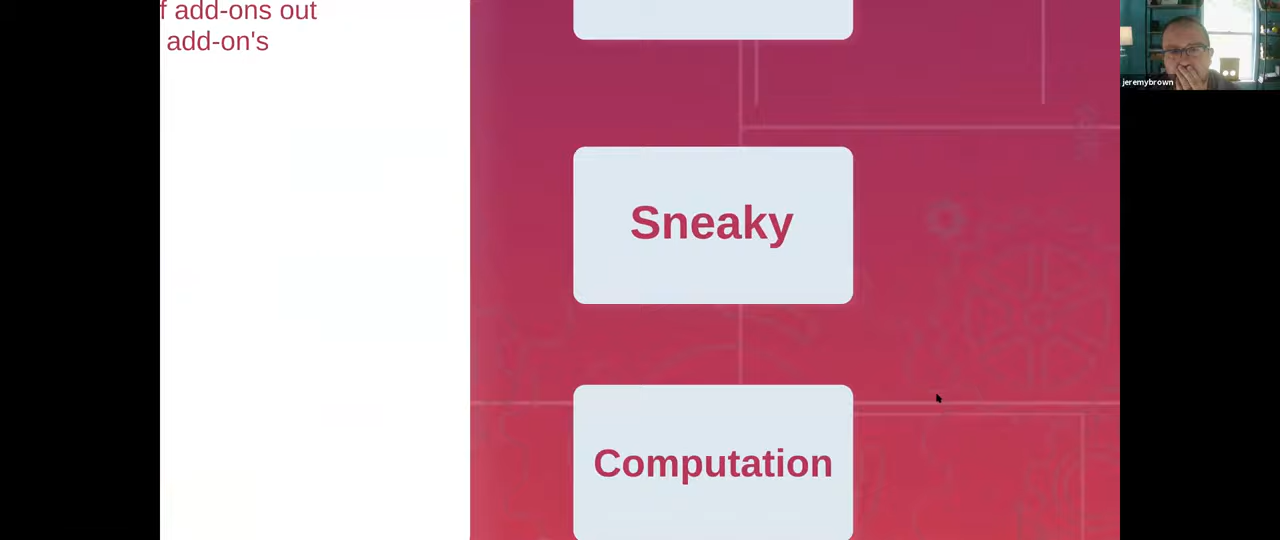 f add-ons out
add-on's
Sneaky
Computation
jeremybrown